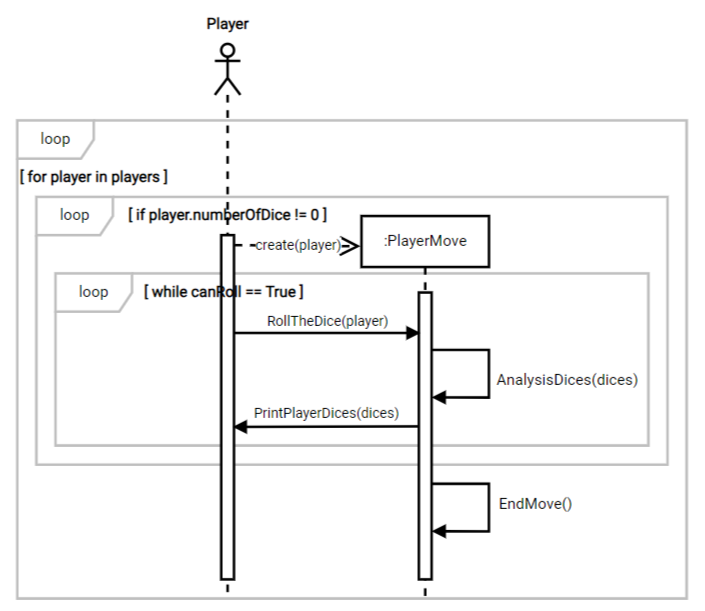 Player
loop
[ for player in players ]
loop
[ if player.numberOfDice != 0 ]
create(player)
:PlayerMove
loop
[ while canRoll == True ]
RollTheDice(player)
AnalysisDices(dices)
PrintPlayerDices(dices)
EndMove()